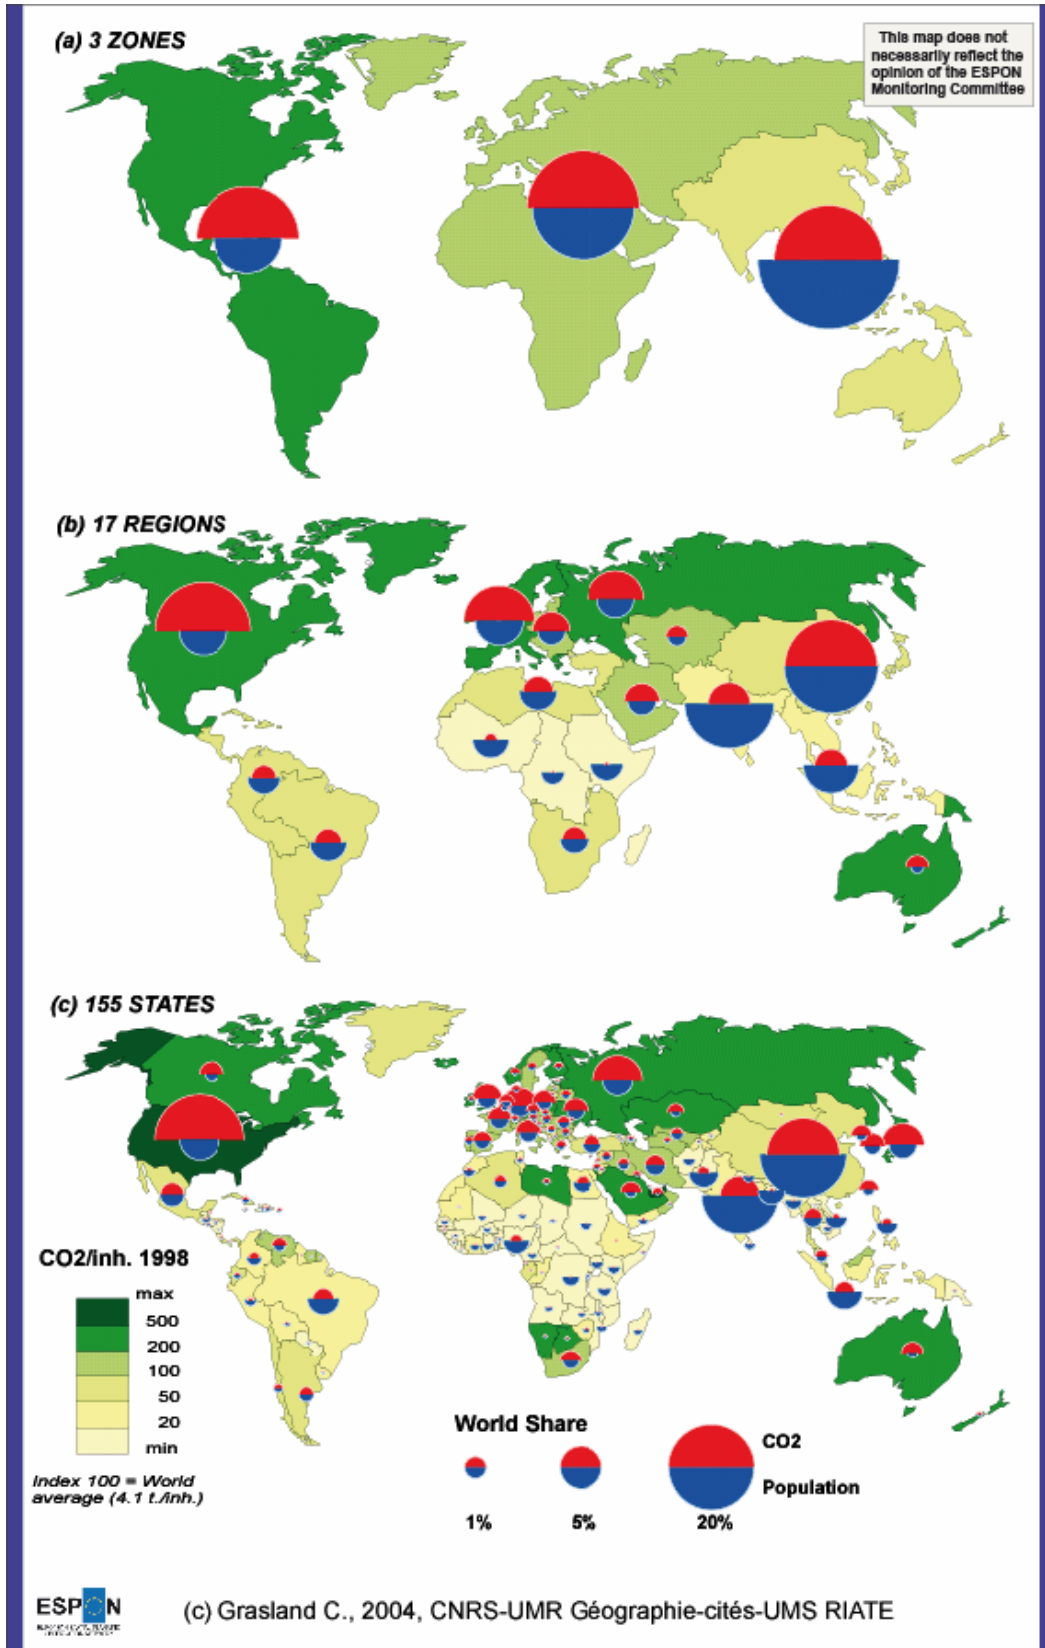 (a) 3 ZONES
This map does not
necessarily reflect the
opinion of the ESPON
Monitoring Committee
(b) 17 REGIONS
(c) 155 STATES
CO2/inh. 1998
max
500
200
100
50
20
min
Index 100 = World
average (4.1 t./inh.)
World Share
CO2
Population
1%
5%
20%
ESPON
(c) Grasland C., 2004, CNRS-UMR Géographie-cités-UMS RIATE